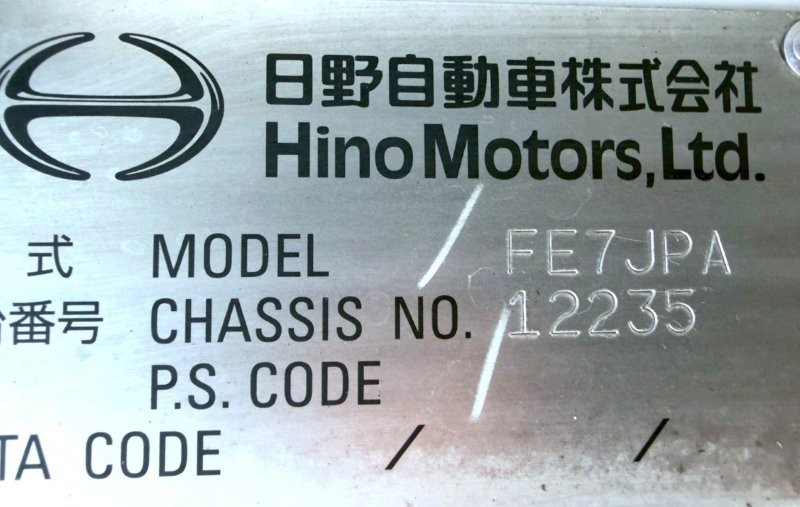 日野自動車株式会社
Hino Motors, Ltd.
式 MODEL FE7JPA
番号 CHASSIS NO. 12235
P.S. CODE
TA CODE / /